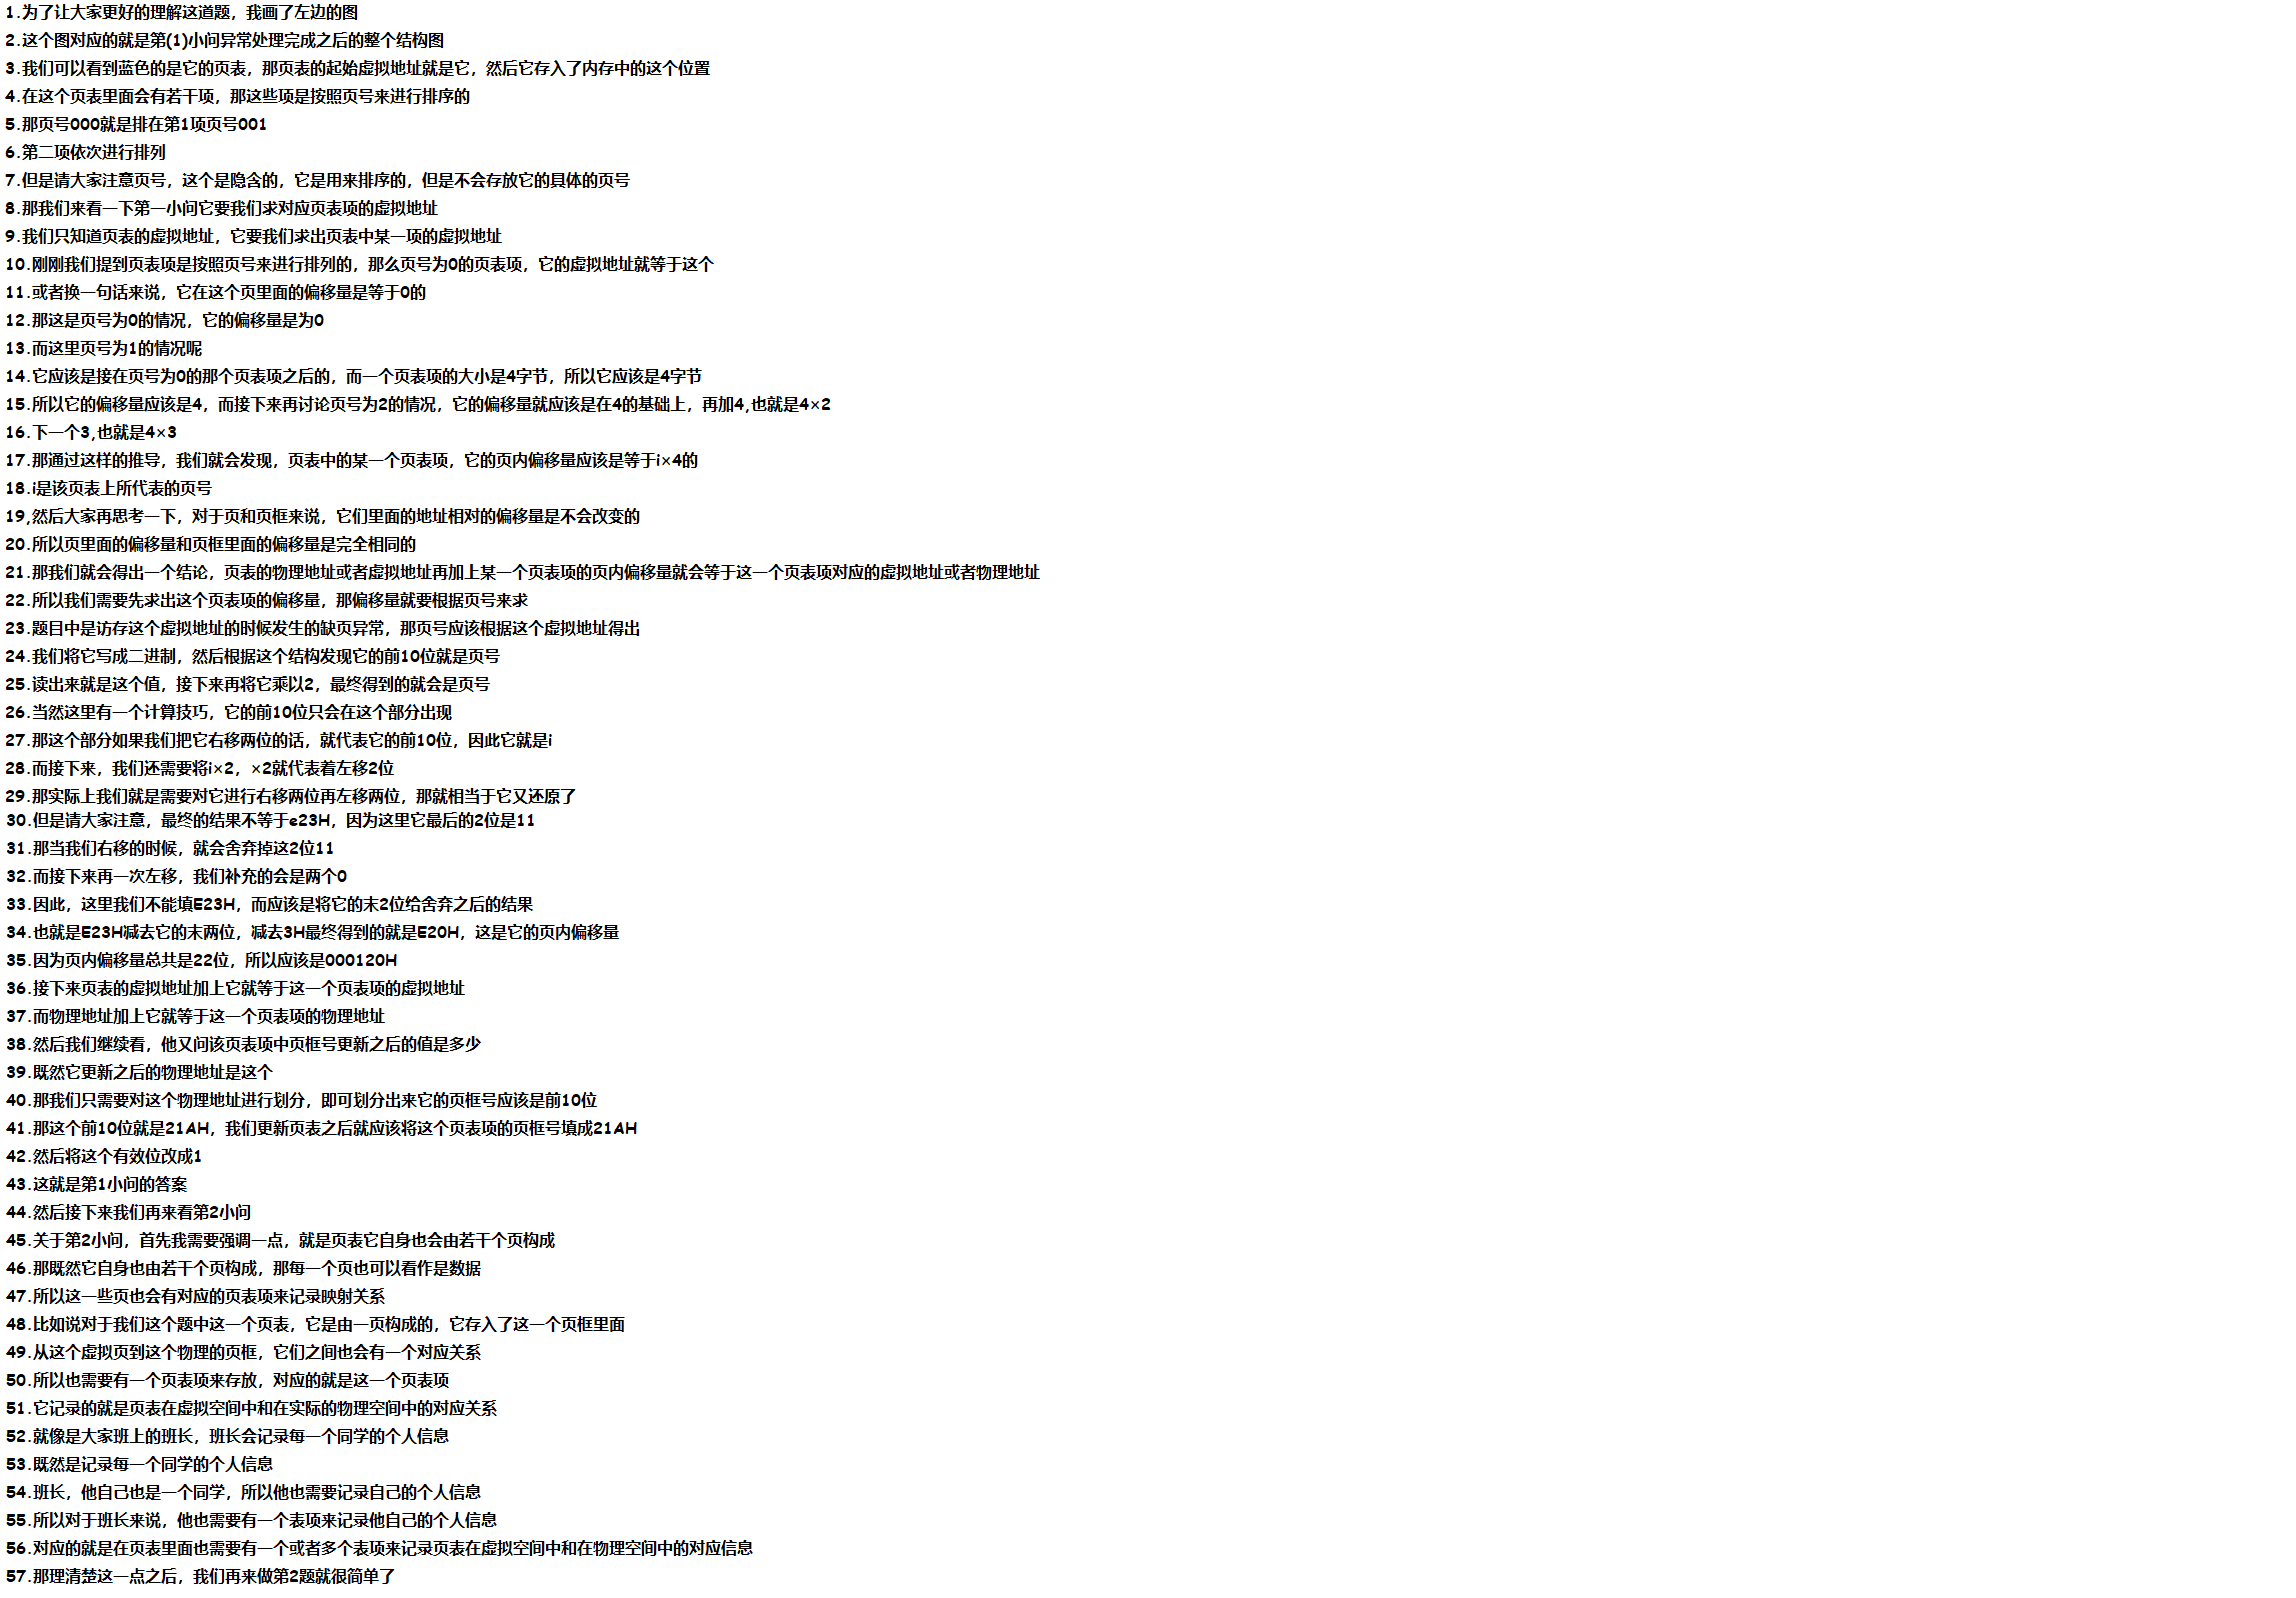 1.为了让大家更好的理解这道题，我画了左边的图
2.这个图对应的就是第(1)小问异常处理完成之后的整个结构图
3.我们可以看到蓝色的是它的页表，那页表的起始虚拟地址就是它，然后它存入了内存中的这个位置
4.在这个页表里面会有若干项，那这些项是按照页号来进行排序的
5.那页号000就是排在第1项页号001
6.第二项依次进行排列
7.但是请大家注意页号，这个是隐含的，它是用来排序的，但是不会存放它的具体的页号
8.那我们来看一下第一小问它要我们求对应页表项的虚拟地址
9.我们只知道页表的虚拟地址，它要我们求出页表中某一项的虚拟地址
10.刚刚我们提到页表项是按照页号来进行排列的，那么页号为0的页表项，它的虚拟地址就等于这个
11.或者换一句话来说，它在这个页里面的偏移量是等于0的
12.那这是页号为0的情况，它的偏移量是为0
13.而这里页号为1的情况呢
14.它应该是接在页号为0的那个页表项之后的，而一个页表项的大小是4字节，所以它应该是4字节
15.所以它的偏移量应该是4，而接下来再讨论页号为2的情况，它的偏移量就应该是在4的基础上，再加4,也就是4×2
16.下一个3,也就是4×3
17.那通过这样的推导，我们就会发现，页表中的某一个页表项，它的页内偏移量应该是等于i×4的
18.i是该页表上所代表的页号
19,然后大家再思考一下，对于页和页框来说，它们里面的地址相对的偏移量是不会改变的
20.所以页里面的偏移量和页框里面的偏移量是完全相同的
21.那我们就会得出一个结论，页表的物理地址或者虚拟地址再加上某一个页表项的页内偏移量就会等于这一个页表项对应的虚拟地址或者物理地址
22.所以我们需要先求出这个页表项的偏移量，那偏移量就要根据页号来求
23.题目中是访存这个虚拟地址的时候发生的缺页异常，那页号应该根据这个虚拟地址得出
24.我们将它写成二进制，然后根据这个结构发现它的前10位就是页号
25.读出来就是这个值，接下来再将它乘以2，最终得到的就会是页号
26.当然这里有一个计算技巧，它的前10位只会在这个部分出现
27.那这个部分如果我们把它右移两位的话，就代表它的前10位，因此它就是i
28.而接下来，我们还需要将i×2，×2就代表着左移2位
29.那实际上我们就是需要对它进行右移两位再左移两位，那就相当于它又还原了
30.但是请大家注意，最终的结果不等于e23H，因为这里它最后的2位是11
31.那当我们右移的时候，就会舍弃掉这2位11
32.而接下来再一次左移，我们补充的会是两个0
33.因此，这里我们不能填E23H，而应该是将它的末2位给舍弃之后的结果
34.也就是E23H减去它的末两位，减去3H最终得到的就是E20H，这是它的页内偏移量
35.因为页内偏移量总共是22位，所以应该是000120H
36.接下来页表的虚拟地址加上它就等于这一个页表项的虚拟地址
37.而物理地址加上它就等于这一个页表项的物理地址
38.然后我们继续看，他又问该页表项中页框号更新之后的值是多少
39.既然它更新之后的物理地址是这个
40.那我们只需要对这个物理地址进行划分，即可划分出来它的页框号应该是前10位
41.那这个前10位就是21AH，我们更新页表之后就应该将这个页表项的页框号填成21AH
42.然后将这个有效位改成1
43.这就是第1小问的答案
44.然后接下来我们再来看第2小问
45.关于第2小问，首先我需要强调一点，就是页表它自身也会由若干个页构成
46.那既然它自身也由若干个页构成，那每一个页也可以看作是数据
47.所以这一些页也会有对应的页表项来记录映射关系
48.比如说对于我们这个题中这一个页表，它是由一页构成的，它存入了这一个页框里面
49.从这个虚拟页到这个物理的页框，它们之间也会有一个对应关系
50.所以也需要有一个页表项来存放，对应的就是这一个页表项
51.它记录的就是页表在虚拟空间中和在实际的物理空间中的对应关系
52.就像是大家班上的班长，班长会记录每一个同学的个人信息
53.既然是记录每一个同学的个人信息
54.班长，他自己也是一个同学，所以他也需要记录自己的个人信息
55.所以对于班长来说，他也需要有一个表项来记录他自己的个人信息
56.对应的就是在页表里面也需要有一个或者多个表项来记录页表在虚拟空间中和在物理空间中的对应信息
57.那理清楚这一点之后，我们再来做第2题就很简单了